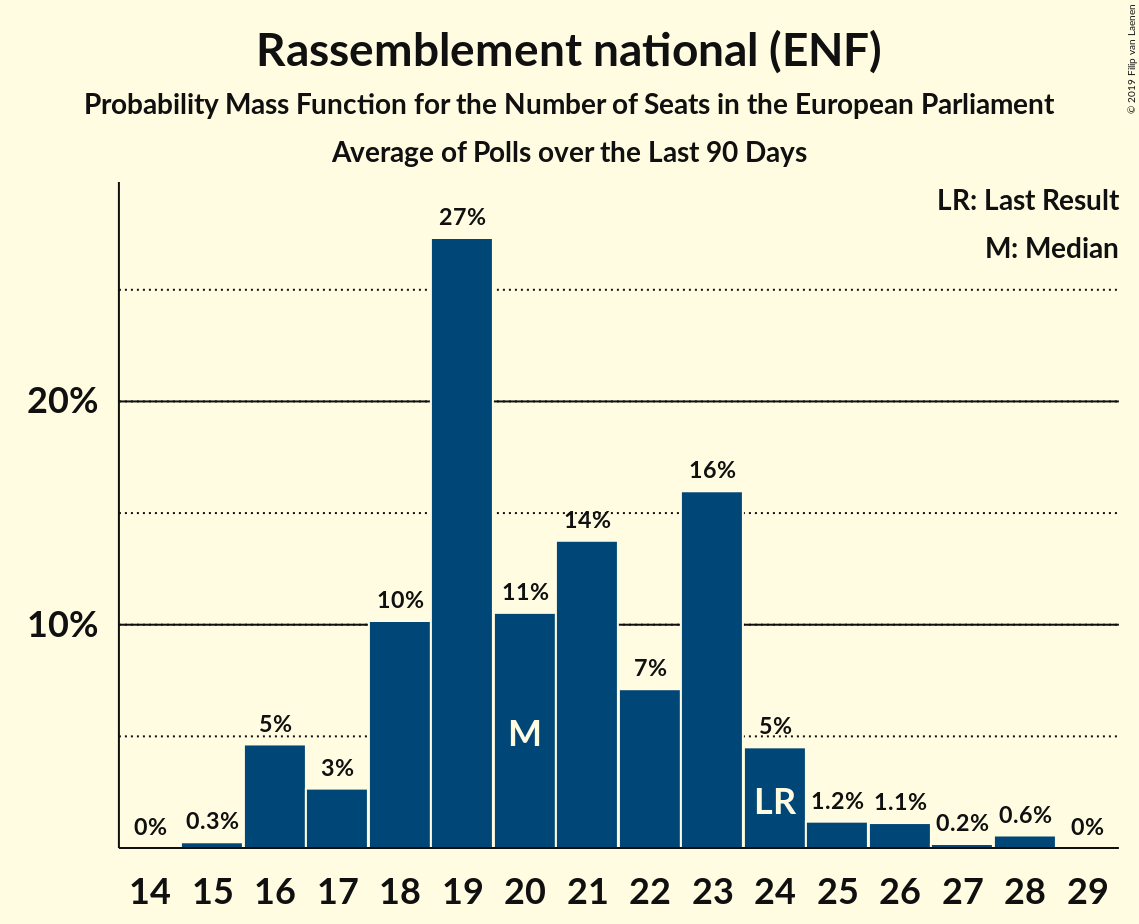 Rassemblement national (ENF)
Probability Mass Function for the Number of Seats in the European Parliament
Average of Polls over the Last 90 Days
© 2019 Filip van Laenen
LR: Last Result
M: Median
27%
20%
16%
14%
10%
11%
10%
7%
5%
M
5%
3%
LR
0%
0.3%
1.2%
1.1%
0.2%
0.6%
0%
14 15 16 17 18 19 20 21 22 23 24 25 26 27 28 29